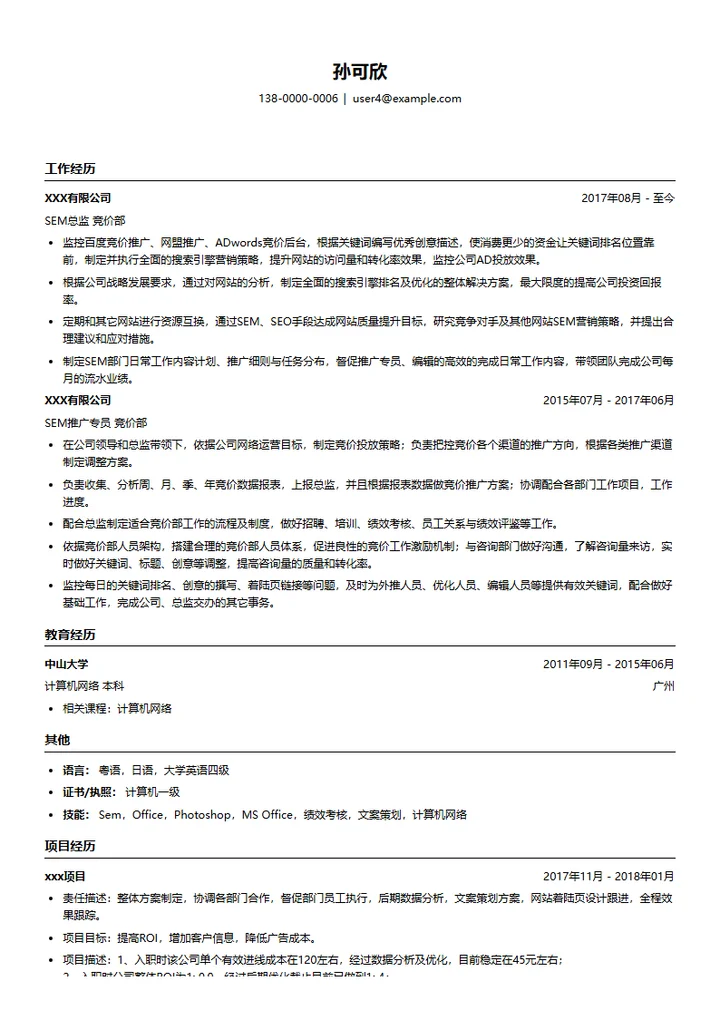 孙可欣
138-0000-0006 | user4@example.com
工作经历
XXX有限公司 2017年08月 - 至今
SEM总监 竞价部
• 监控百度竞价推广、网盟推广、ADwords竞价后台，根据关键词编写优秀创意描述，使消费更少的资金让关键词排名位置靠
前，制定并执行全面的搜索引擎营销策略，提升网站的访问量和转化率效果，监控公司AD投放效果。
• 根据公司战略发展要求，通过对网站的分析，制定全面的搜索引擎排名及优化的整体解决方案，最大限度的提高公司投资回报
率。
• 定期和其它网站进行资源互换，通过SEM、SEO手段达成网站质量提升目标，研究竞争对手及其他网站SEM营销策略，并提出合
理建议和应对措施。
• 制定SEM部门日常工作内容计划、推广细则与任务分布，督促推广专员、编辑的高效的完成日常工作内容，带领团队完成公司每
月的流水业绩。
XXX有限公司 2015年07月 - 2017年06月
SEM推广专员 竞价部
• 在公司领导和总监带领下，依据公司网络运营目标，制定竞价投放策略；负责把控竞价各个渠道的推广方向，根据各类推广渠道
制定调整方案。
• 负责收集、分析周、月、季、年竞价数据报表，上报总监，并且根据报表数据做竞价推广方案；协调配合各部门工作项目，工作
进度。
• 配合总监制定适合竞价部工作的流程及制度，做好招聘、培训、绩效考核、员工关系与绩效评鉴等工作。
• 依据竞价部人员架构，搭建合理的竞价部人员体系，促进良性的竞价工作激励机制；与咨询部门做好沟通，了解咨询量来访，实
时做好关键词、标题、创意等调整，提高咨询量的质量和转化率。
• 监控每日的关键词排名、创意的撰写、着陆页链接等问题，及时为外推人员、优化人员、编辑人员等提供有效关键词，配合做好
基础工作，完成公司、总监交办的其它事务。
教育经历
中山大学 2011年09月 - 2015年06月
计算机网络 本科 广州
• 相关课程：计算机网络
其他
• 语言： 粤语，日语，大学英语四级
• 证书/执照： 计算机一级
• 技能： Sem，Office，Photoshop，MS Office，绩效考核，文案策划，计算机网络
项目经历
xxx项目 2017年11月 - 2018年01月
• 责任描述：整体方案制定，协调各部门合作，督促部门员工执行，后期数据分析，文案策划方案，网站着陆页设计跟进，全程效
果跟踪。
• 项目目标：提高ROI，增加客户信息，降低广告成本。
• 项目描述：1、入职时该公司单个有效进线成本在120左右，经过数据分析及优化，目前稳定在45元左右；